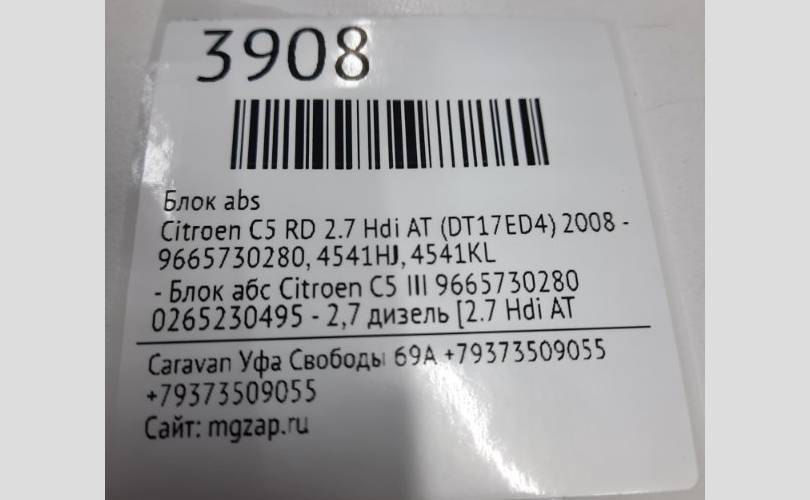 3908
Блок abs
Citroen C5 RD 2.7 Hdi AT (DT17ED4) 2008 -
9665730280, 4541HJ, 4541KL
- Блок абс Citroen C5 III 9665730280
0265230495 - 2,7 дизель [2.7 Hdi AT
Caravan Уфа Свободы 69А +79373509055
+79373509055
Сайт: mgzap.ru